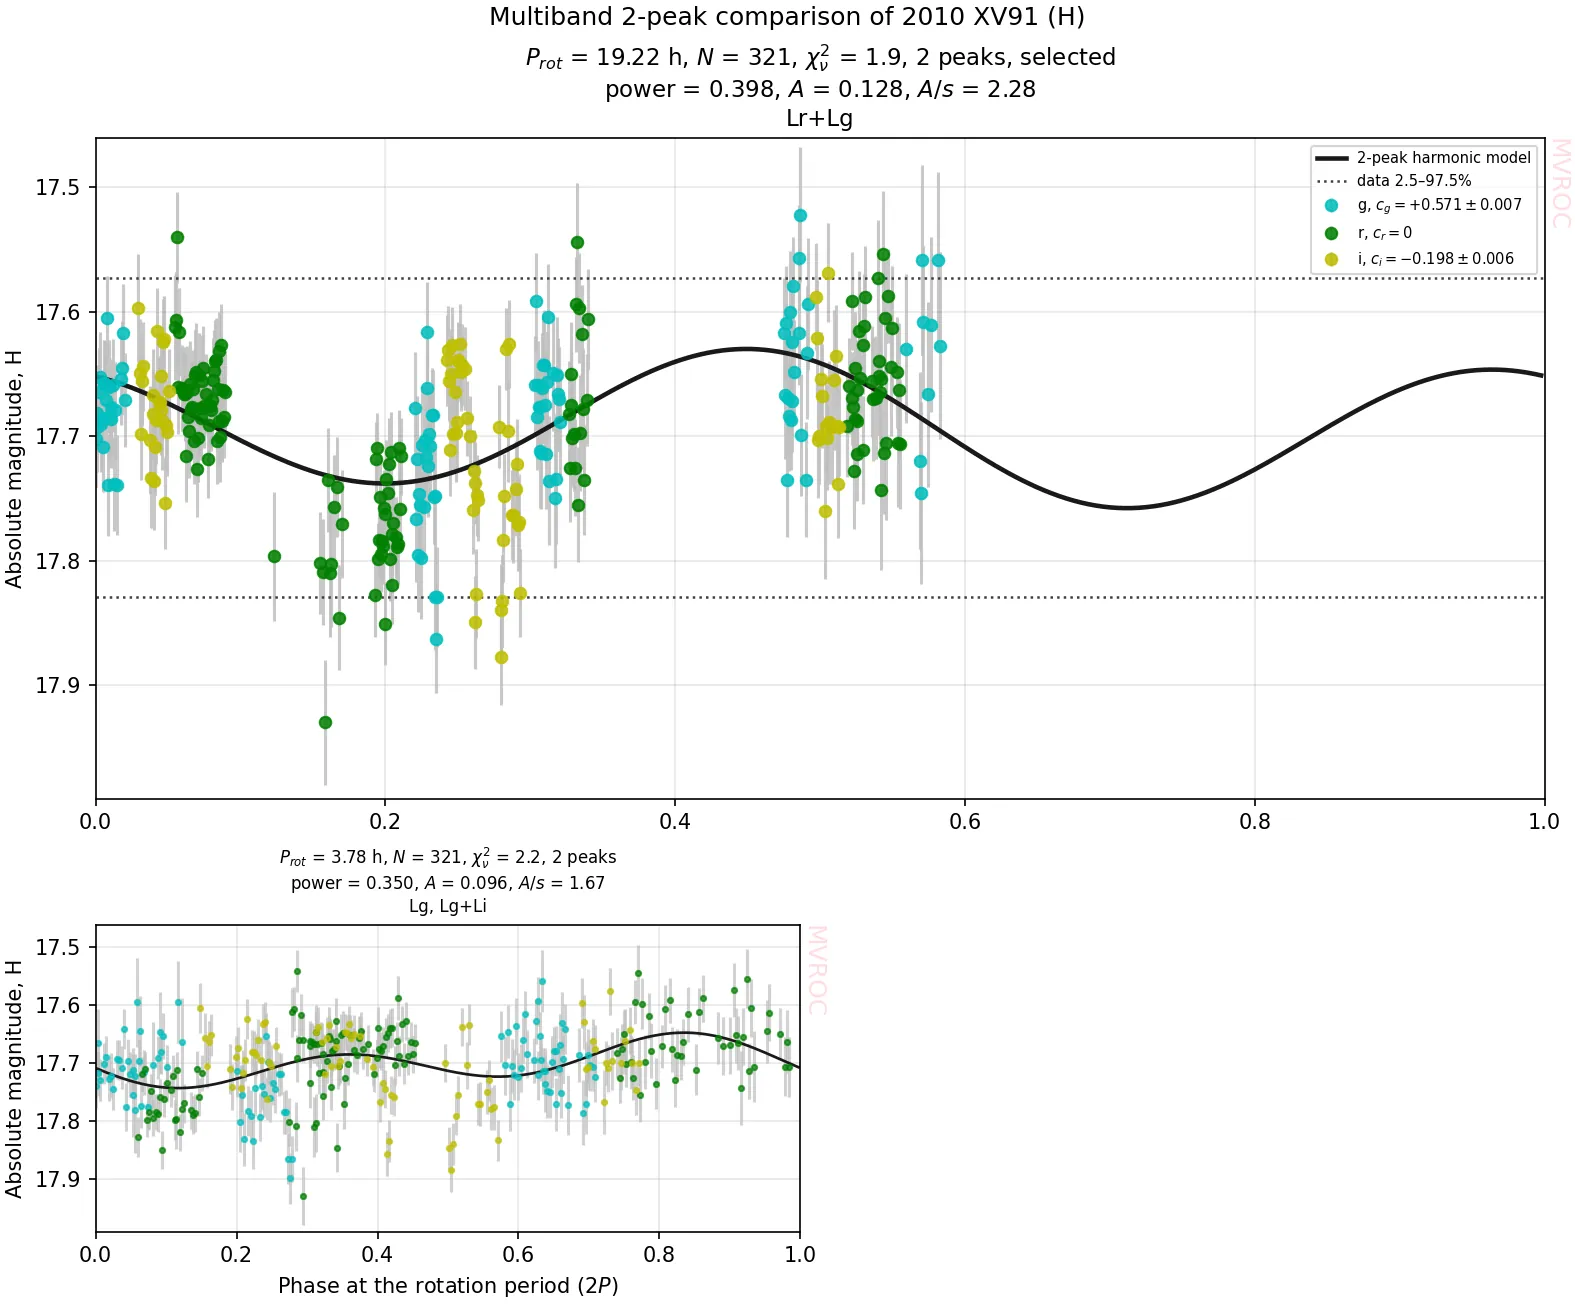 Multiband 2-peak comparison of 2010 XV91 (H)
P_rot = 19.22 h, N = 321, χ²_ν = 1.9, 2 peaks, selected
power = 0.398, A = 0.128, A/s = 2.28
Lr+Lg
MVROC
2-peak harmonic model
data 2.5–97.5%
g, c_g = +0.571 ± 0.007
r, c_r = 0
i, c_i = −0.198 ± 0.006
Absolute magnitude, H
17.5
17.6
17.7
17.8
17.9
0.0 0.2 0.4 0.6 0.8 1.0
P_rot = 3.78 h, N = 321, χ²_ν = 2.2, 2 peaks
power = 0.350, A = 0.096, A/s = 1.67
Lg, Lg+Li
MVROC
Absolute magnitude, H
17.5
17.6
17.7
17.8
17.9
0.0 0.2 0.4 0.6 0.8 1.0
Phase at the rotation period (2P)